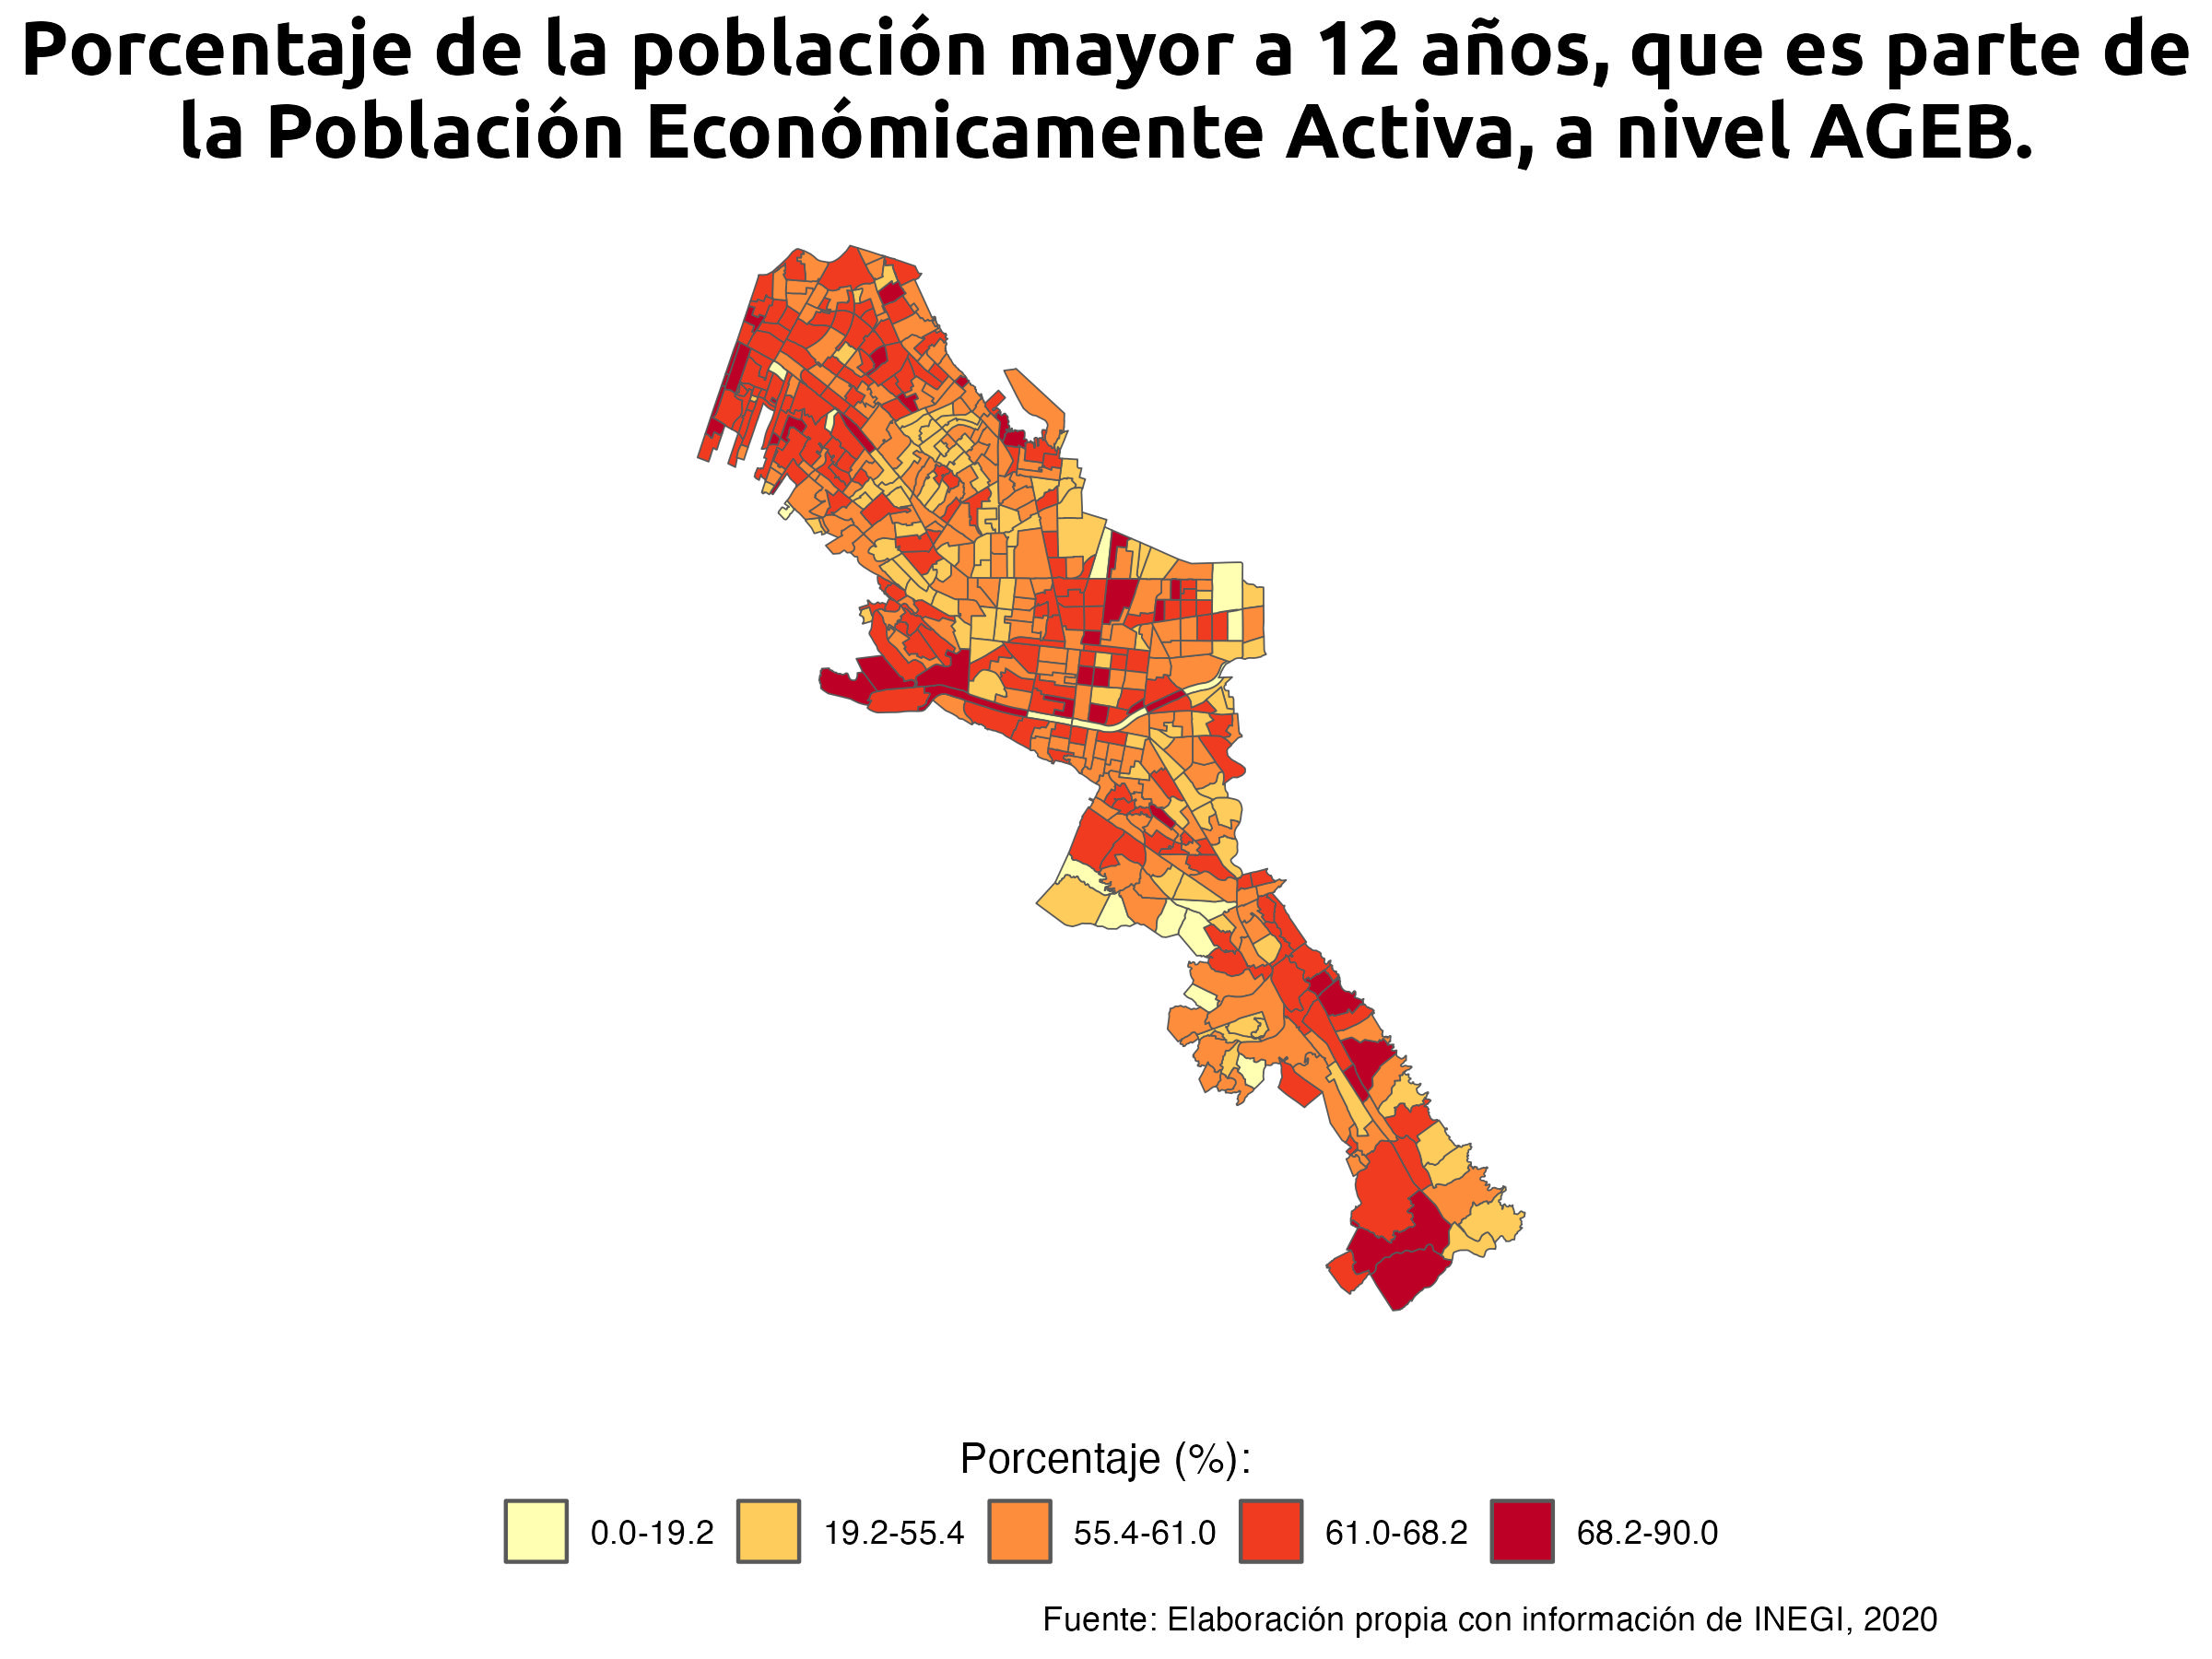 Porcentaje de la población mayor a 12 años, que es parte de
la Población Económicamente Activa, a nivel AGEB.
Porcentaje (%):
0.0-19.2 19.2-55.4 55.4-61.0 61.0-68.2 68.2-90.0
Fuente: Elaboración propia con información de INEGI, 2020